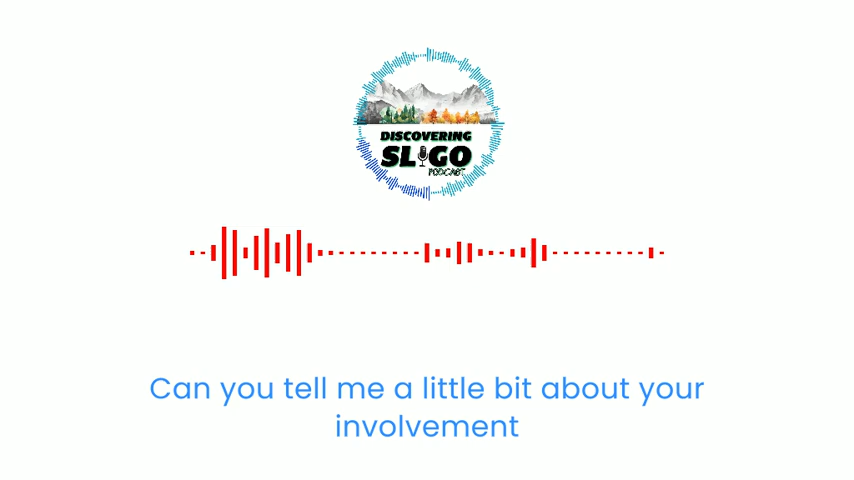 DISCOVERING
SLIGO
PODCAST
Can you tell me a little bit about your
involvement